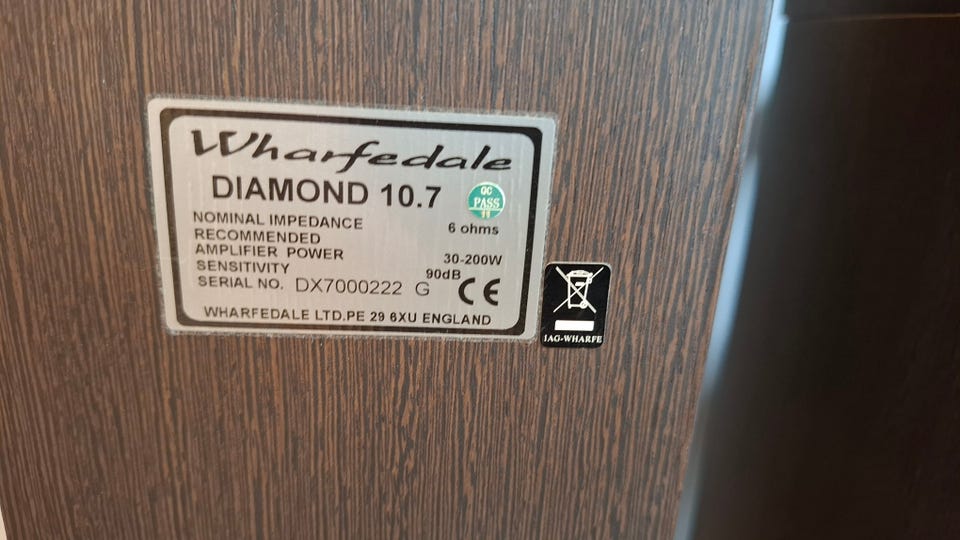 Wharfedale
DIAMOND 10.7
QC
PASS
11
NOMINAL IMPEDANCE 6 ohms
RECOMMENDED
AMPLIFIER POWER 30-200W
SENSITIVITY 90dB
SERIAL NO. DX7000222 G CE
WHARFEDALE LTD.PE 29 6XU ENGLAND
IAG-WHARFE